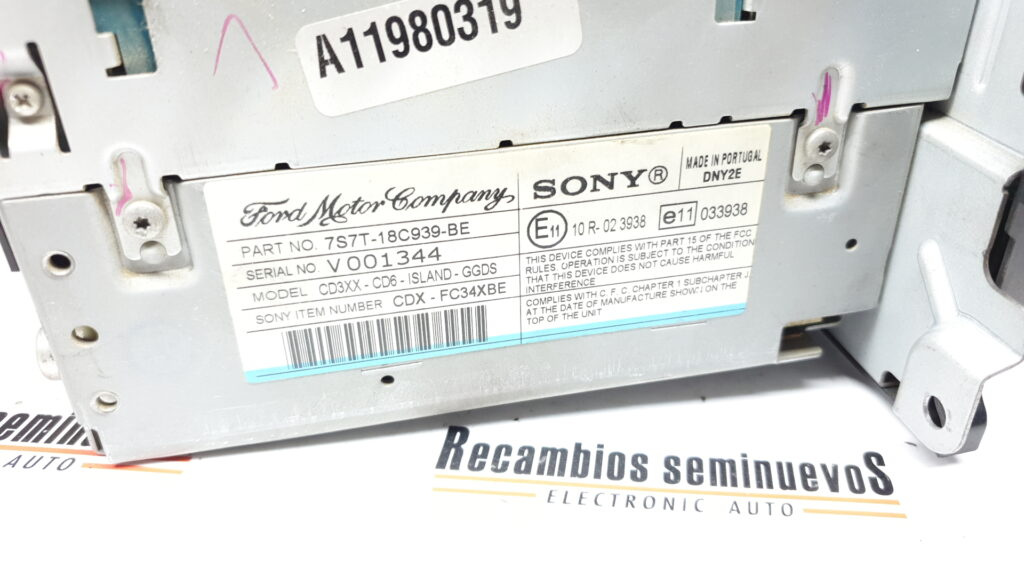 A11980319
Ford Motor Company
PART NO. 7S7T-18C939-BE
SERIAL NO. V001344
MODEL CD3XX - CD6 - ISLAND - GGDS
SONY ITEM NUMBER CDX - FC34XBE
SONY®
MADE IN PORTUGAL
DNY2E
E11 10 R - 02 3938 e11 033938
THIS DEVICE COMPLIES WITH PART 15 OF THE FCC
RULES. OPERATION IS SUBJECT TO THE CONDITION
THAT THIS DEVICE DOES NOT CAUSE HARMFUL
INTERFERENCE
COMPLIES WITH C. F. C. CHAPTER 1 SUBCHAPTER J.
AT THE DATE OF MANUFACTURE SHOWN ON THE
TOP OF THE UNIT
Recambios seminuevoS
ELECTRONIC AUTO
seminuevo
AUTO